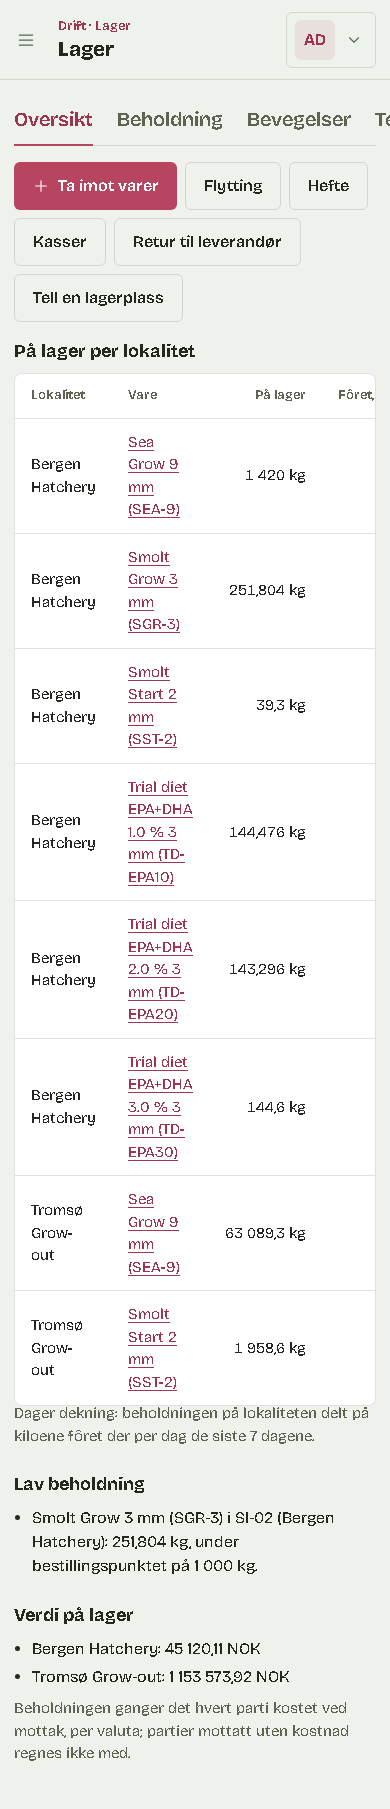 Drift · Lager
Lager
AD
Oversikt Beholdning Bevegelser
Ta imot varer Flytting Hefte
Kasser Retur til leverandør
Tell en lagerplass
På lager per lokalitet
Lokalitet Vare På lager Fôret,
Bergen Hatchery
Sea
Grow 9
mm
(SEA-9)
1 420 kg
Bergen Hatchery
Smolt
Grow 3
mm
(SGR-3)
251,804 kg
Bergen Hatchery
Smolt
Start 2
mm
(SST-2)
39,3 kg
Bergen Hatchery
Trial diet
EPA+DHA
1.0 % 3
mm (TD-
EPA10)
144,476 kg
Bergen Hatchery
Trial diet
EPA+DHA
2.0 % 3
mm (TD-
EPA20)
143,296 kg
Bergen Hatchery
Trial diet
EPA+DHA
3.0 % 3
mm (TD-
EPA30)
144,6 kg
Tromsø
Grow-
out
Sea
Grow 9
mm
(SEA-9)
63 089,3 kg
Tromsø
Grow-
out
Smolt
Start 2
mm
(SST-2)
1 958,6 kg
Dager dekning: beholdningen på lokaliteten delt på
kiloene fôret der per dag de siste 7 dagene.
Lav beholdning
• Smolt Grow 3 mm (SGR-3) i SI-02 (Bergen
Hatchery): 251,804 kg, under
bestillingspunktet på 1 000 kg.
Verdi på lager
• Bergen Hatchery: 45 120,11 NOK
• Tromsø Grow-out: 1 153 573,92 NOK
Beholdningen ganger det hvert parti kostet ved
mottak, per valuta; partier mottatt uten kostnad
regnes ikke med.